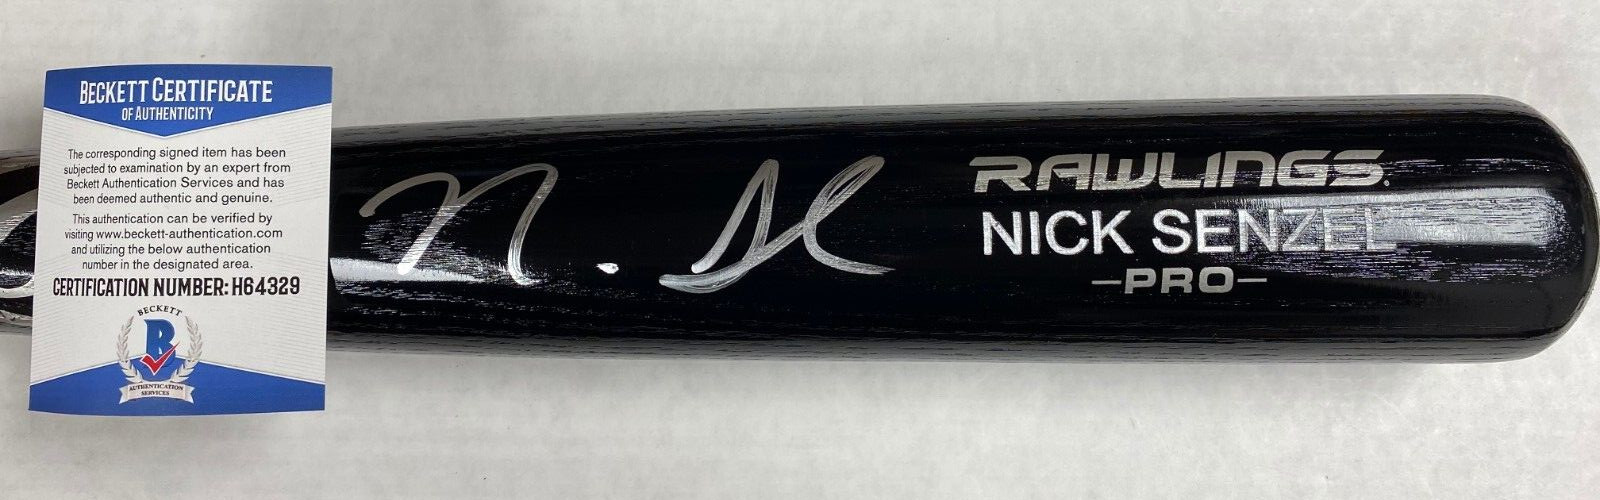 BECKETT CERTIFICATE
OF AUTHENTICITY
The corresponding signed item has been
subjected to examination by an expert from
Beckett Authentication Services and has
been deemed authentic and genuine.
This authentication can be verified by
visiting www.beckett-authentication.com
and utilizing the below authentication
number in the designated area.
CERTIFICATION NUMBER: H64329
BECKETT
B
AUTHENTICATION
SERVICES
N. Sl
RAWLINGS
NICK SENZEL
-PRO-